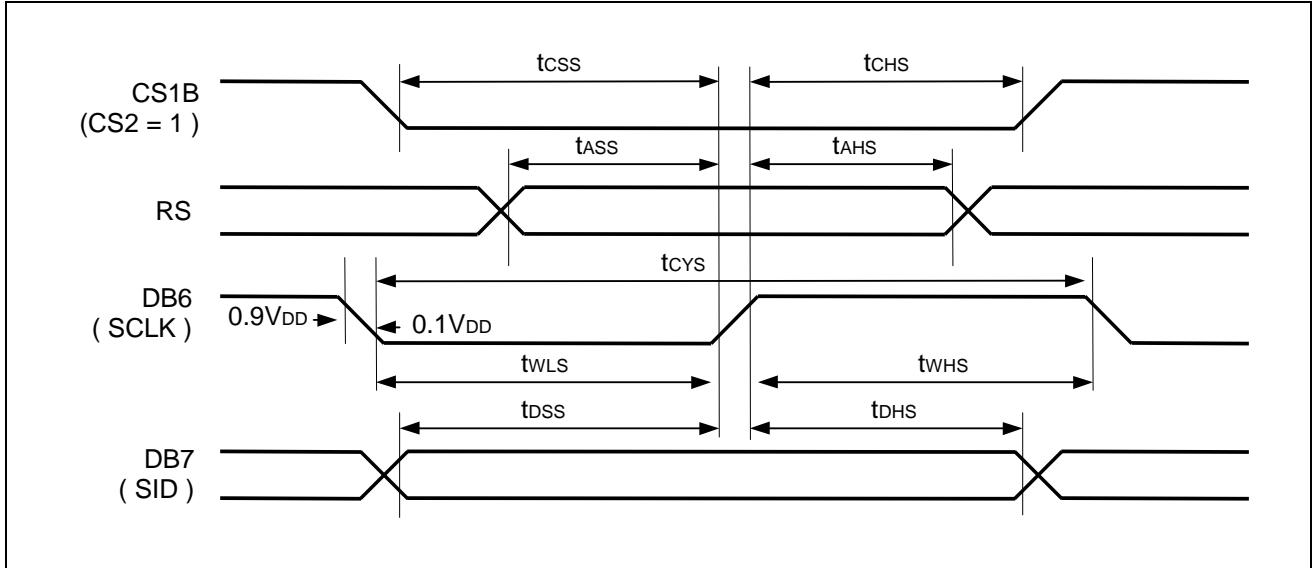 tCSS
tCHS
CS1B
(CS2 = 1 )
tASS
tAHS
RS
tCYS
DB6
( SCLK )
0.9VDD
0.1VDD
tWLS
tWHS
tDSS
tDHS
DB7
( SID )